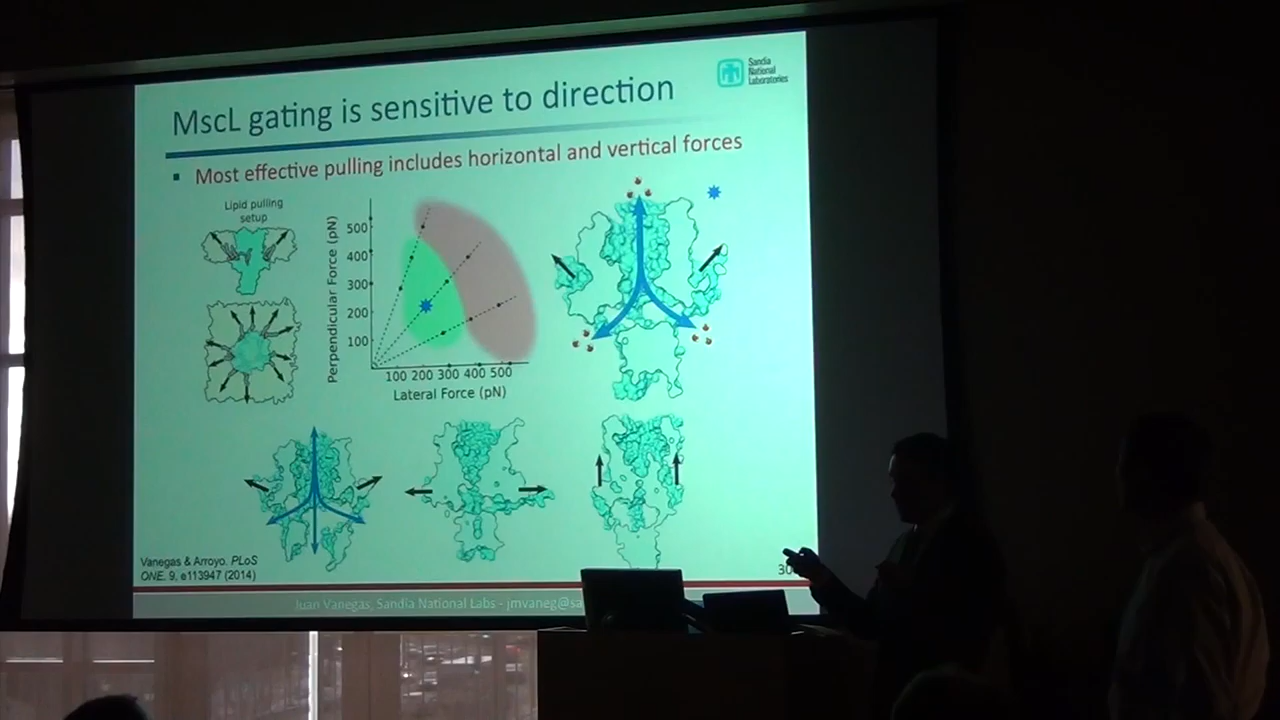 Sandia
National
Laboratories
MscL gating is sensitive to direction
Most effective pulling includes horizontal and vertical forces
Lipid pulling
setup
Perpendicular Force (pN)
500
400
300
200
100
100 200 300 400 500
Lateral Force (pN)
Vanegas & Arroyo. PLoS
ONE. 9, e113947 (2014)
30
Juan Vanegas, Sandia National Labs - jmvaneg@sa